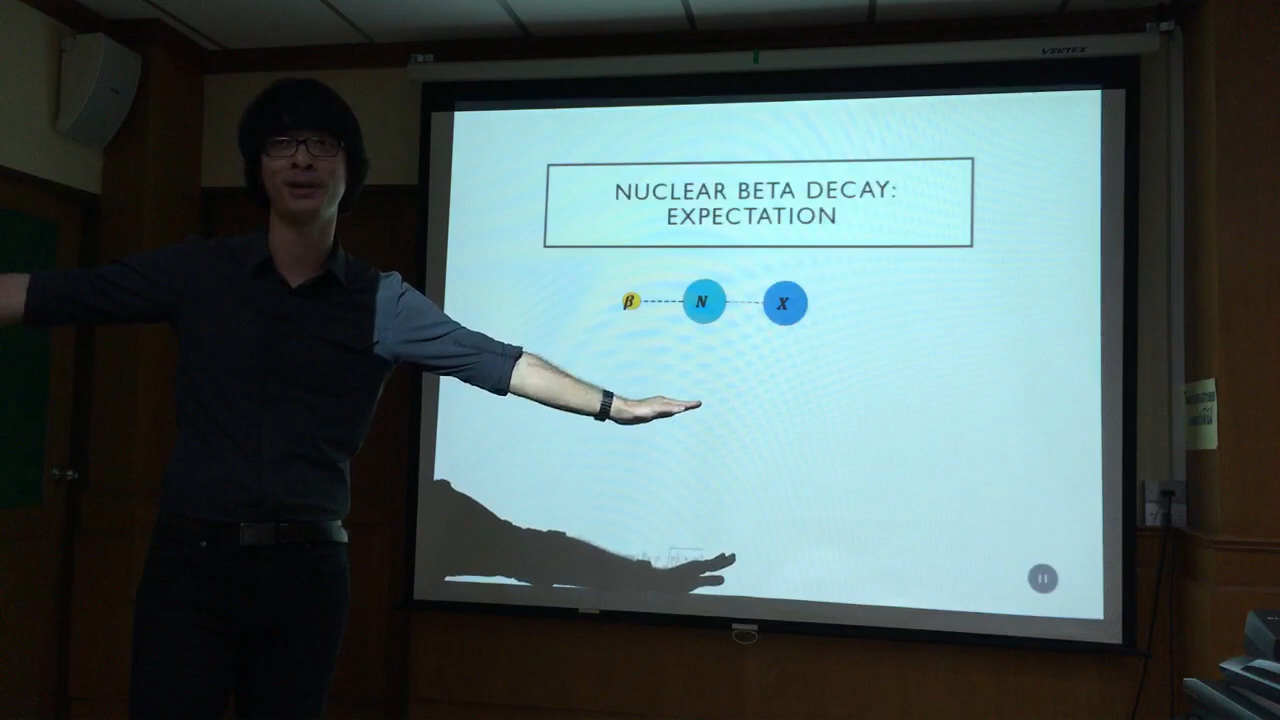 VERTEX
NUCLEAR BETA DECAY:
EXPECTATION
β N X